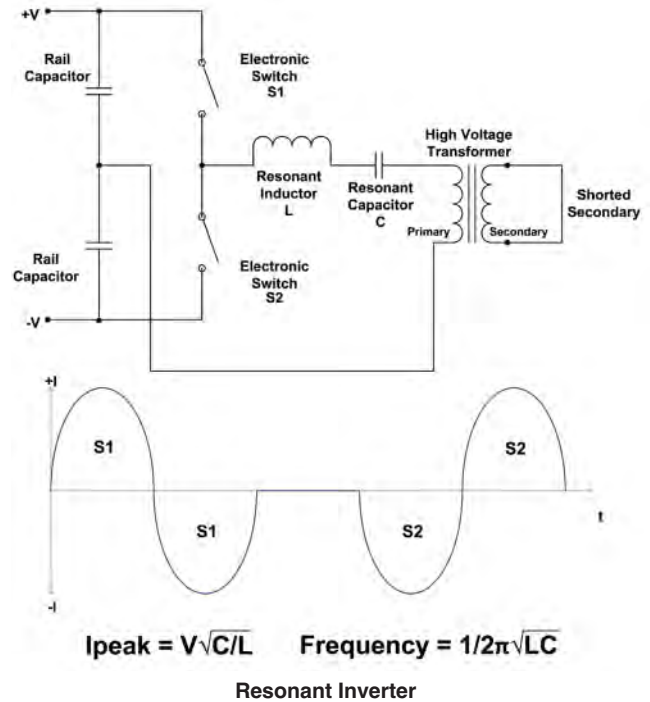 +V
Rail
Capacitor
Electronic
Switch
S1
High Voltage
Transformer
Resonant
Inductor
L
Resonant
Capacitor
C
Primary
Secondary
Shorted
Secondary
Rail
Capacitor
Electronic
Switch
S2
-V
+I
S1
S2
S1
S2
t
-I
Ipeak = V√C/L Frequency = 1/2π√LC
Resonant Inverter